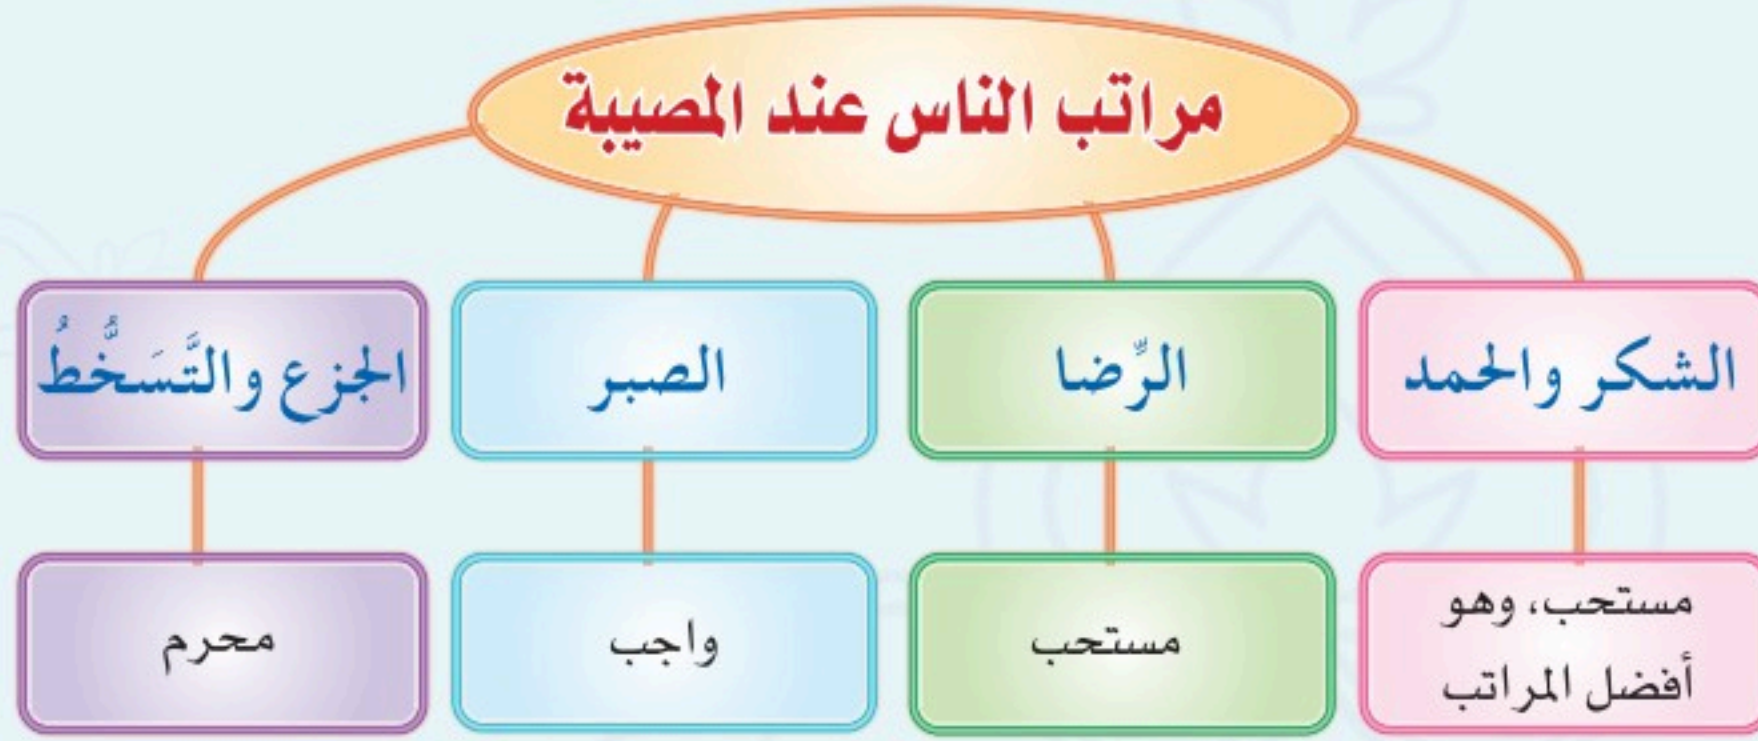 مراتب الناس عند المصيبة
الشكر والحمد
الرِّضا
الصبر
الجزع والتَّسَخُّطُ
مستحب، وهو
أفضل المراتب
مستحب
واجب
محرم